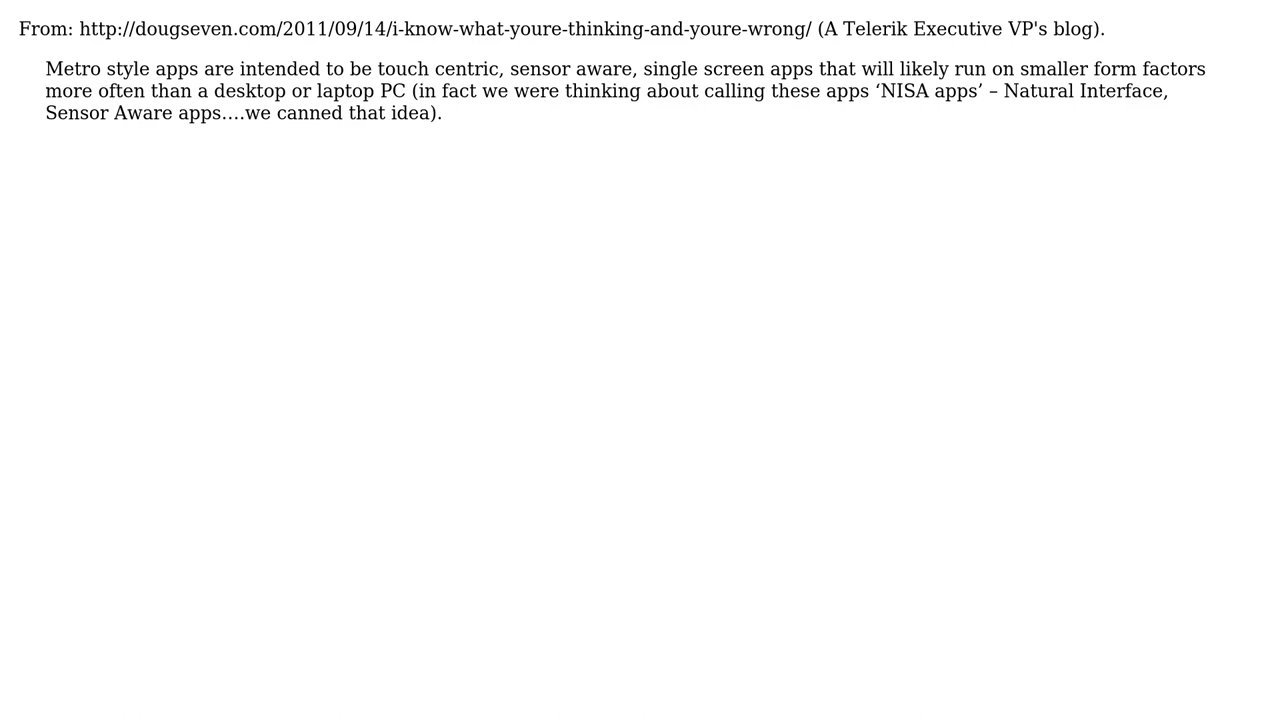 From: http://dougseven.com/2011/09/14/i-know-what-youre-thinking-and-youre-wrong/ (A Telerik Executive VP's blog).
Metro style apps are intended to be touch centric, sensor aware, single screen apps that will likely run on smaller form factors
more often than a desktop or laptop PC (in fact we were thinking about calling these apps ‘NISA apps’ – Natural Interface,
Sensor Aware apps….we canned that idea).